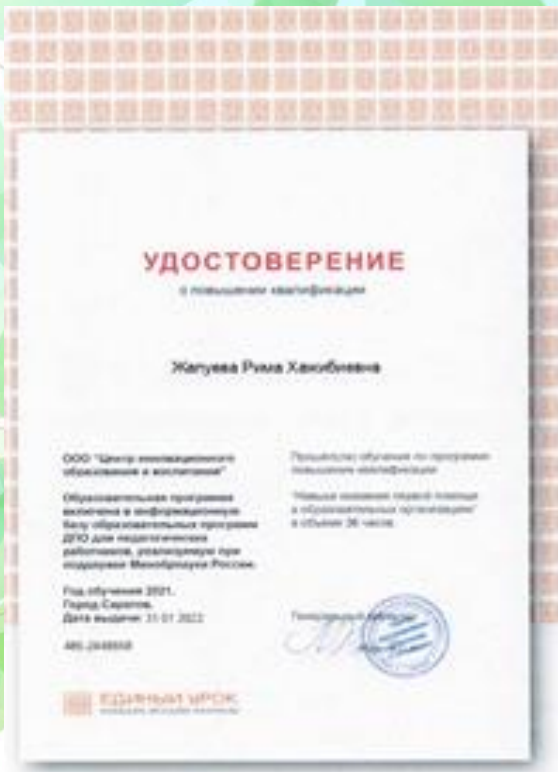 УДОСТОВЕРЕНИЕ
о повышении квалификации
Жапуева Рима Хакибиевна
ООО "Центр инновационного
образования и воспитания"
Образовательная программа
включена в информационную
базу образовательных программ
ДПО для педагогических
работников, реализуемую при
поддержке Минобрнауки России.
Год обучения 2021.
Город Саратов.
Дата выдачи: 31.01.2022
Прошел(ла) обучение по программе
повышения квалификации
"Навыки оказания первой помощи
в образовательных организациях"
в объеме 36 часов.
Генеральный директор
ЕДИНЫЙ УРОК